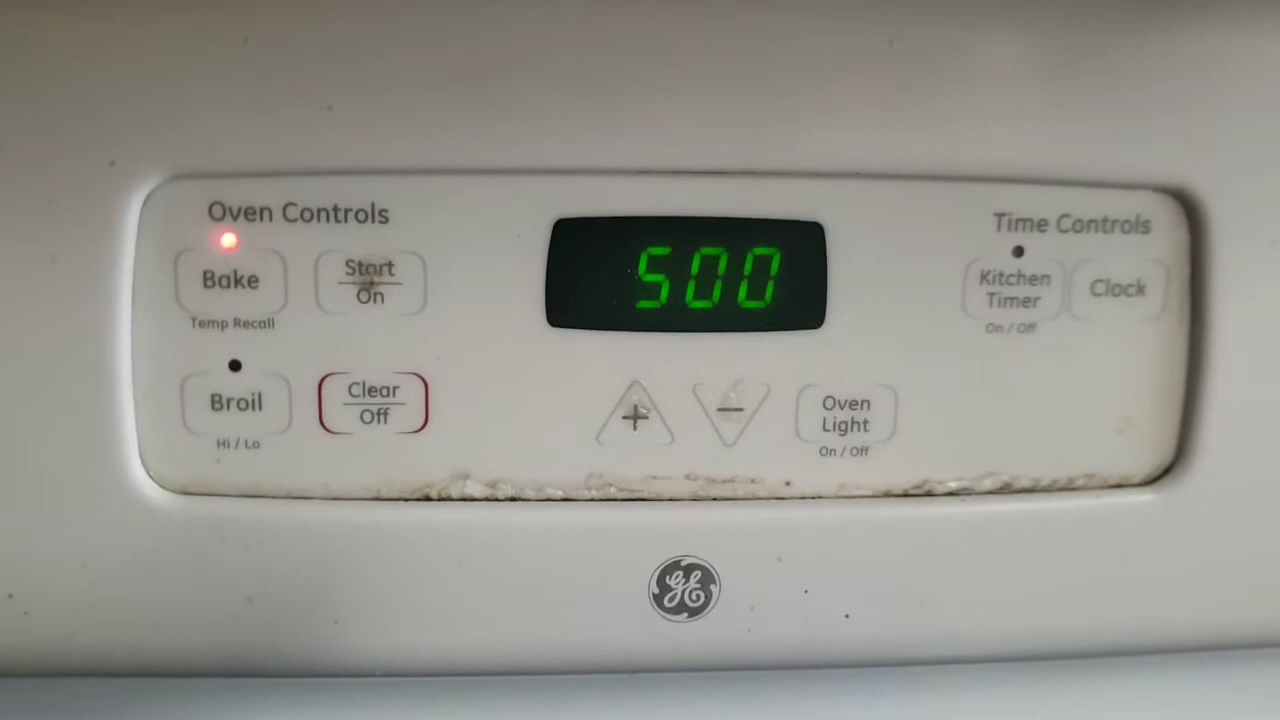 Oven Controls
Bake
Temp Recall
Start
On
Broil
Hi / Lo
Clear
Off
500
+
−
Oven
Light
On / Off
Time Controls
Kitchen
Timer
On / Off
Clock
GE